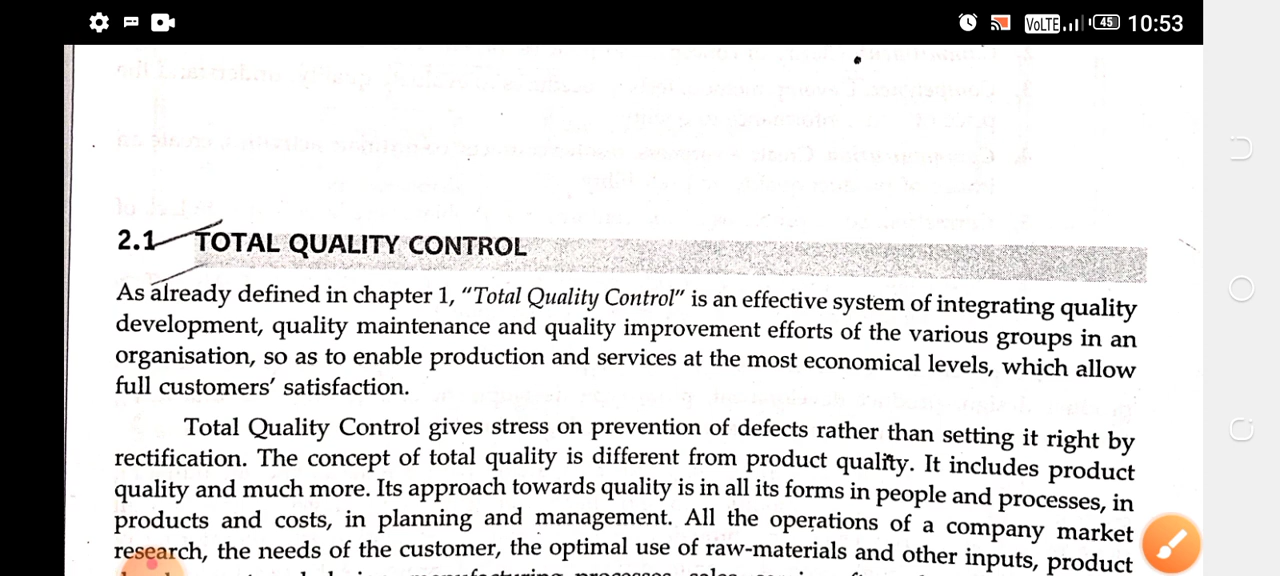 VoLTE 45 10:53
2.1 TOTAL QUALITY CONTROL
As already defined in chapter 1, “Total Quality Control” is an effective system of integrating quality
development, quality maintenance and quality improvement efforts of the various groups in an
organisation, so as to enable production and services at the most economical levels, which allow
full customers’ satisfaction.
Total Quality Control gives stress on prevention of defects rather than setting it right by
rectification. The concept of total quality is different from product quality. It includes product
quality and much more. Its approach towards quality is in all its forms in people and processes, in
products and costs, in planning and management. All the operations of a company market
research, the needs of the customer, the optimal use of raw-materials and other inputs, product